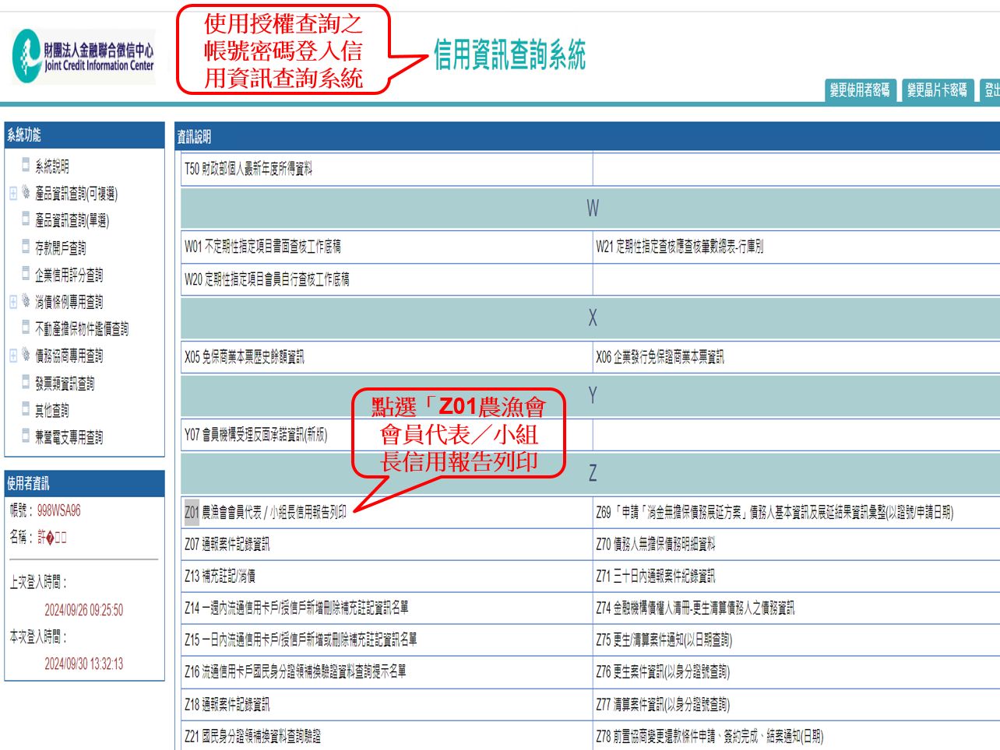 使用授權查詢之
帳號密碼登入信
用資訊查詢系統
財團法人金融聯合徵信中心
Joint Credit Information Center
信用資訊查詢系統
變更使用者密碼 變更晶片卡密碼 登出
系統功能
系統說明
產品資訊查詢(可複選)
產品資訊查詢(單選)
存款開戶查詢
企業信用評分查詢
消債條例專用查詢
不動產擔保物件鑑價查詢
債務協商專用查詢
發票類資訊查詢
其他查詢
兼營電支專用查詢
使用者資訊
帳號： 998WSA96
名稱： 許�
上次登入時間：
2024/09/26 09:25:50
本次登入時間：
2024/09/30 13:32:13
資訊說明
T50 財政部個人最新年度所得資料
W
W01 不定期性指定項目書面查核工作底稿 W21 定期性指定查核應查核筆數總表-行庫別
W20 定期性指定項目會員自行查核工作底稿
X
X05 免保商業本票歷史餘額資訊 X06 企業發行免保證商業本票資訊
Y
Y07 會員機構受理反面承諾資訊(新版)
點選「Z01農漁會
會員代表／小組
長信用報告列印
Z
Z01 農漁會會員代表 / 小組長信用報告列印 Z69 「申請「消金無擔保債務展延方案」債務人基本資訊及展延結果資訊彙整(以證號/申請日期)
Z07 通報案件記錄資訊 Z70 債務人無擔保債務明細資料
Z13 補充註記/消債 Z71 三十日內通報案件紀錄資訊
Z14 一週內流通信用卡戶/授信戶新增刪除補充註記資訊名單 Z74 金融機構債權人清冊-更生清算債務人之債務資訊
Z15 一日內流通信用卡戶/授信戶新增或刪除補充註記資訊名單 Z75 更生/清算案件通知(以日期查詢)
Z16 流通信用卡戶國民身分證領補換驗證資料查詢提示名單 Z76 更生案件資訊(以身分證號查詢)
Z18 通報案件記錄資訊 Z77 清算案件資訊(以身分證號查詢)
Z21 國民身分證領補換資料查詢驗證 Z78 前置協商變更還款條件申請、簽約完成、結案通知(日期)